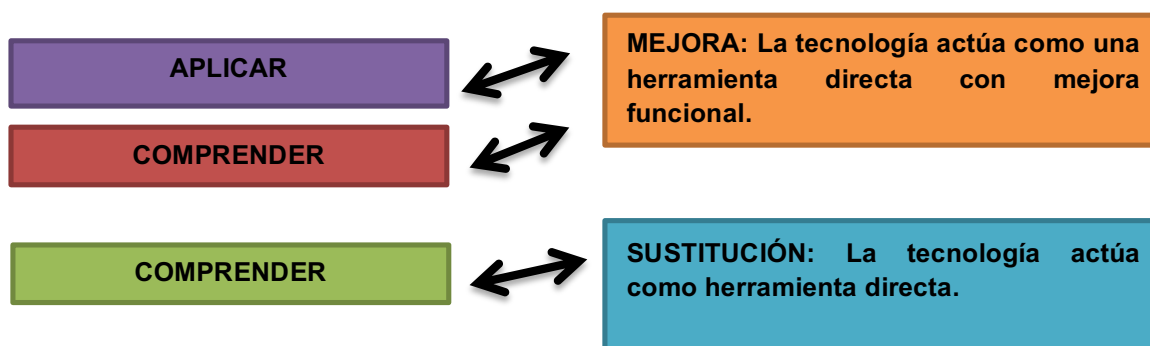 APLICAR
MEJORA: La tecnología actúa como una
herramienta directa con mejora
funcional.
COMPRENDER
COMPRENDER
SUSTITUCIÓN: La tecnología actúa
como herramienta directa.